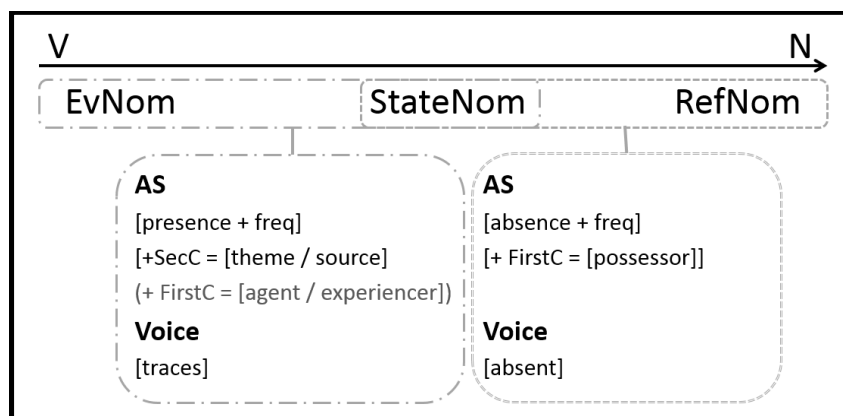 V N
EvNom StateNom RefNom
AS
[presence + freq]
[+SecC = [theme / source]
(+ FirstC = [agent / experiencer])
Voice
[traces]
AS
[absence + freq]
[+ FirstC = [possessor]]
Voice
[absent]